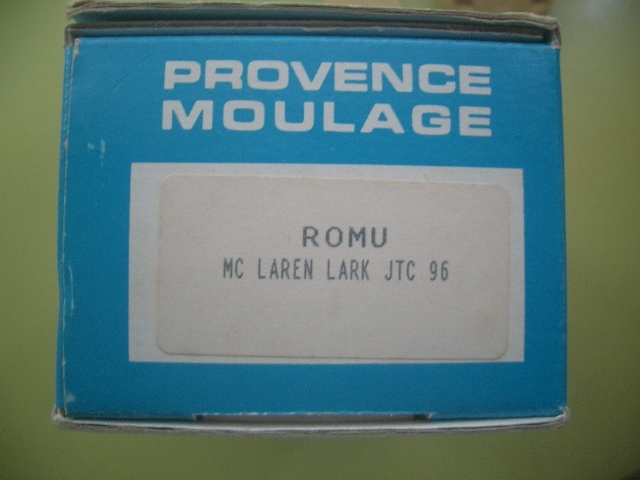 PROVENCE
MOULAGE
ROMU
MC LAREN LARK JTC 96